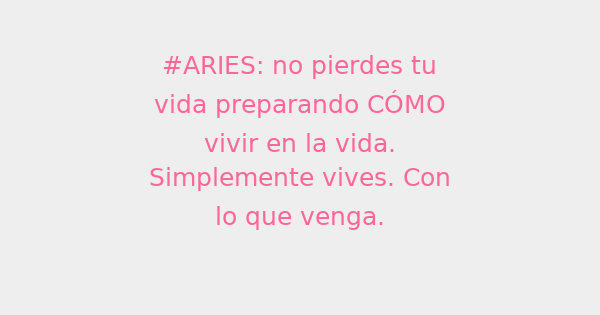 #ARIES: no pierdes tu
vida preparando CÓMO
vivir en la vida.
Simplemente vives. Con
lo que venga.